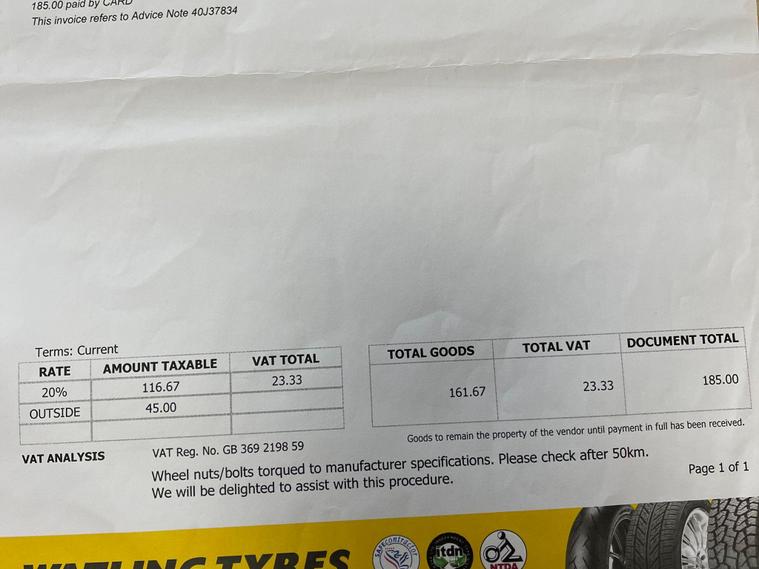 185.00 paid by CARD
This invoice refers to Advice Note 40J37834
Terms: Current
RATE AMOUNT TAXABLE VAT TOTAL
20% 116.67 23.33
OUTSIDE 45.00
VAT ANALYSIS VAT Reg. No. GB 369 2198 59
TOTAL GOODS TOTAL VAT DOCUMENT TOTAL
161.67 23.33 185.00
Goods to remain the property of the vendor until payment in full has been received.
Wheel nuts/bolts torqued to manufacturer specifications. Please check after 50km.
We will be delighted to assist with this procedure.
Page 1 of 1
WATLING TYRES
SAFEcontractor
itdn
NTDA